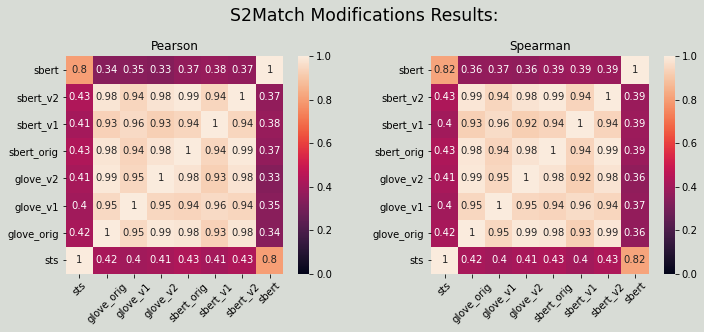 S2Match Modifications Results:
Pearson
sbert 0.8 0.34 0.35 0.33 0.37 0.38 0.37 1
sbert_v2 0.43 0.98 0.94 0.98 0.99 0.94 1 0.37
sbert_v1 0.41 0.93 0.96 0.93 0.94 1 0.94 0.38
sbert_orig 0.43 0.98 0.94 0.98 1 0.94 0.99 0.37
glove_v2 0.41 0.99 0.95 1 0.98 0.93 0.98 0.33
glove_v1 0.4 0.95 1 0.95 0.94 0.96 0.94 0.35
glove_orig 0.42 1 0.95 0.99 0.98 0.93 0.98 0.34
sts 1 0.42 0.4 0.41 0.43 0.41 0.43 0.8
sts glove_orig glove_v1 glove_v2 sbert_orig sbert_v1 sbert_v2 sbert
1.0
0.8
0.6
0.4
0.2
0.0
Spearman
sbert 0.82 0.36 0.37 0.36 0.39 0.39 0.39 1
sbert_v2 0.43 0.99 0.94 0.98 0.99 0.94 1 0.39
sbert_v1 0.4 0.93 0.96 0.92 0.94 1 0.94 0.39
sbert_orig 0.43 0.98 0.94 0.98 1 0.94 0.99 0.39
glove_v2 0.41 0.99 0.95 1 0.98 0.92 0.98 0.36
glove_v1 0.4 0.95 1 0.95 0.94 0.96 0.94 0.37
glove_orig 0.42 1 0.95 0.99 0.98 0.93 0.99 0.36
sts 1 0.42 0.4 0.41 0.43 0.4 0.43 0.82
sts glove_orig glove_v1 glove_v2 sbert_orig sbert_v1 sbert_v2 sbert
1.0
0.8
0.6
0.4
0.2
0.0